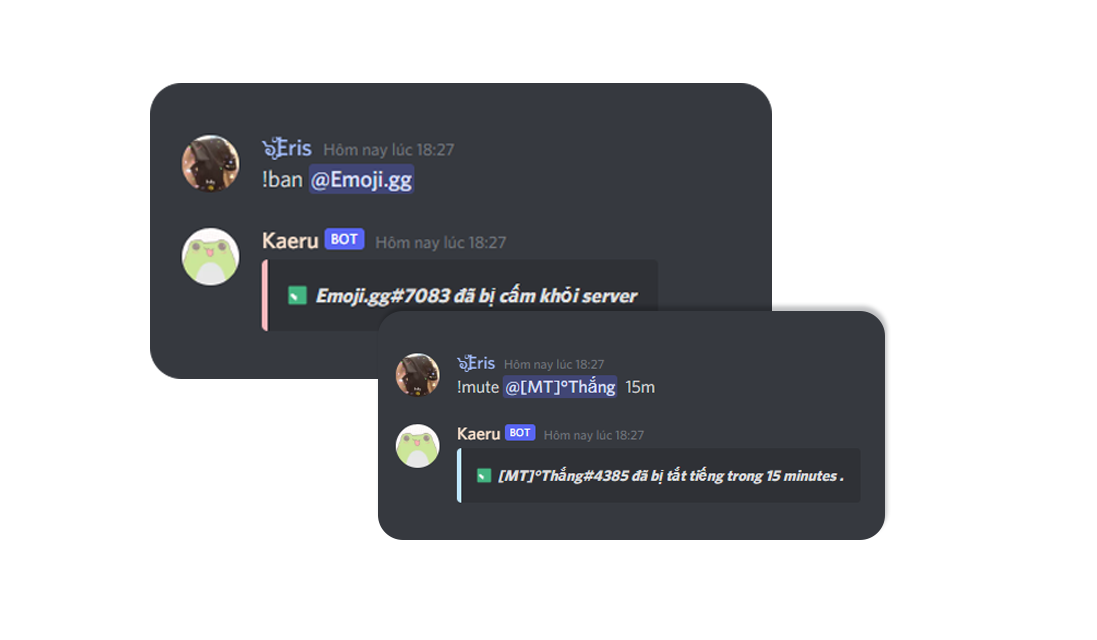 Eris Hôm nay lúc 18:27
!ban @Emoji.gg
Kaeru BOT Hôm nay lúc 18:27
Emoji.gg#7083 đã bị cấm khỏi server
Eris Hôm nay lúc 18:27
!mute @[MT]°Thắng 15m
Kaeru BOT Hôm nay lúc 18:27
[MT]°Thắng#4385 đã bị tắt tiếng trong 15 minutes .